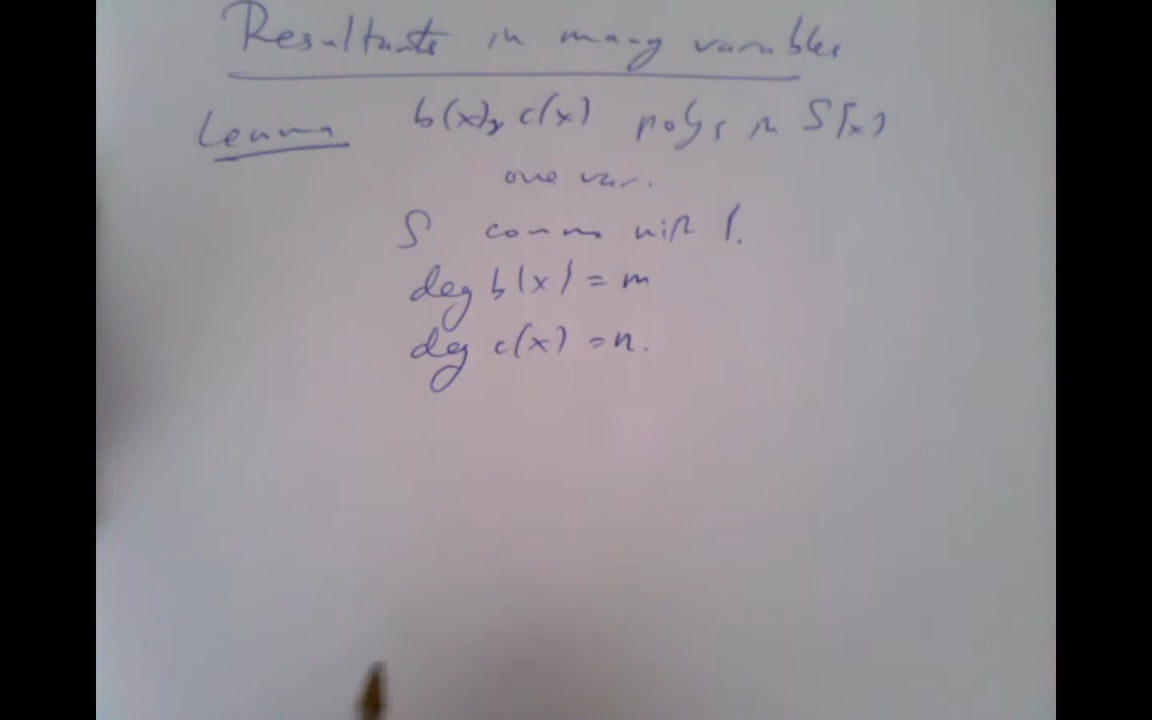 Resultants in many variables
Lemma b(x), c(x) polys in S[x]
one var.
S comm with 1.
deg b(x) = m
deg c(x) = n.